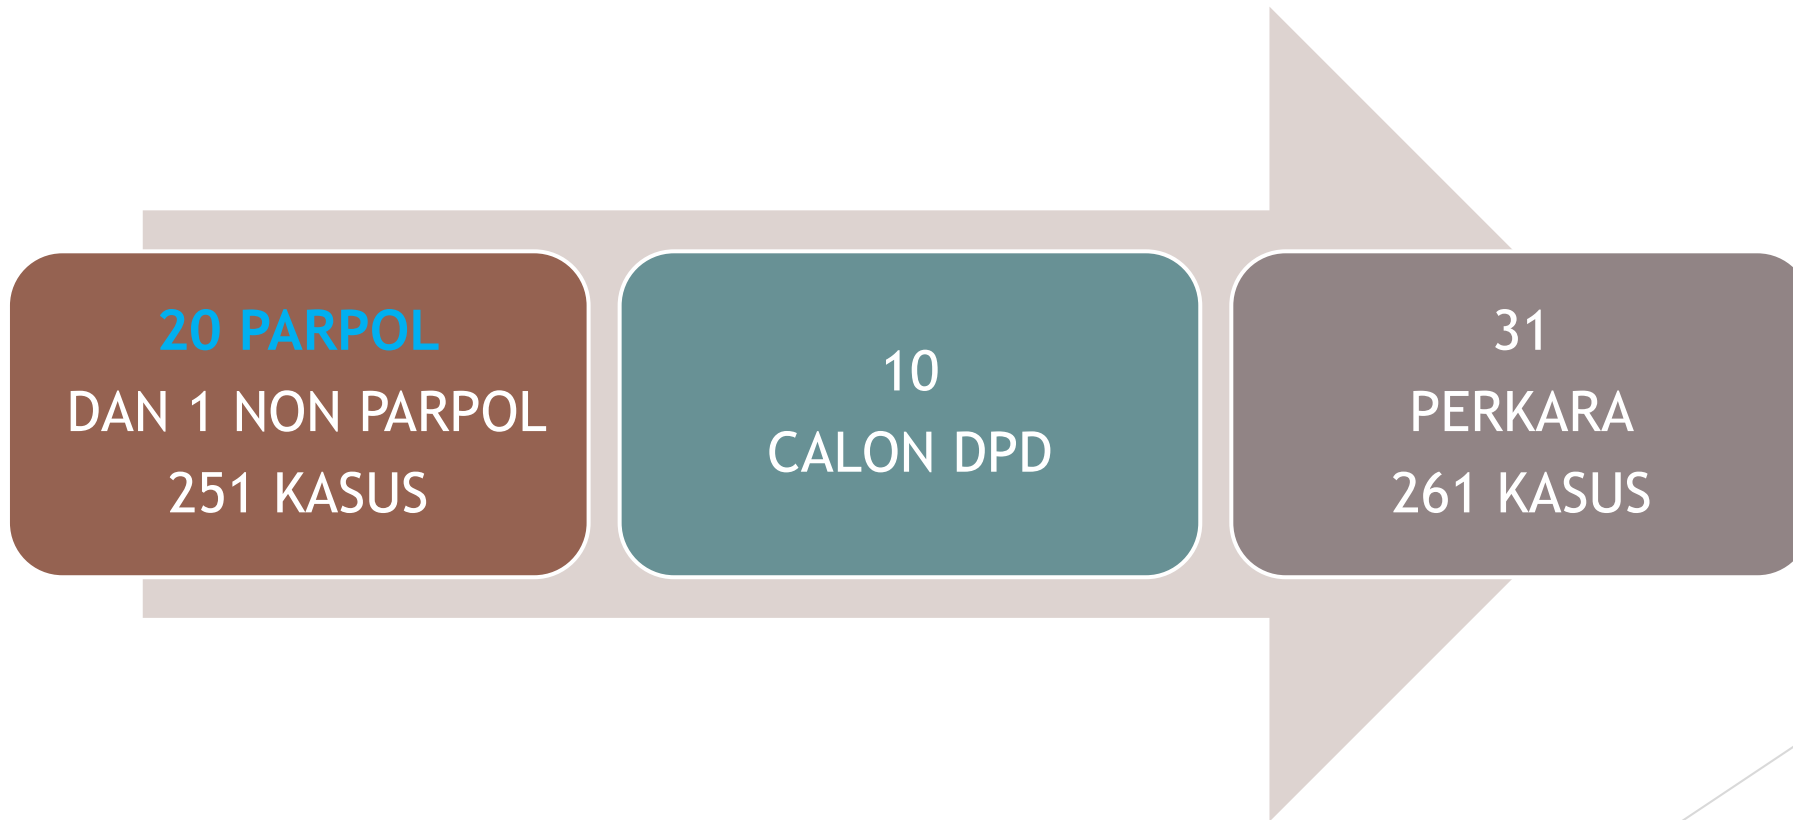 20 PARPOL
DAN 1 NON PARPOL
251 KASUS
10
CALON DPD
31
PERKARA
261 KASUS